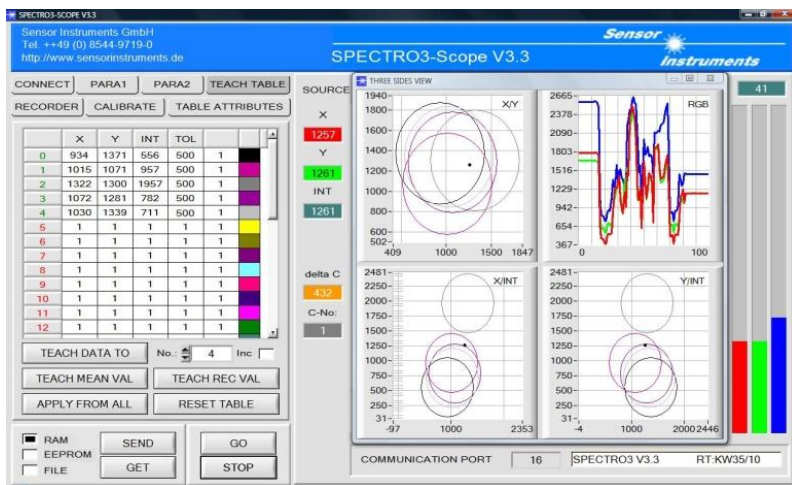 SPECTRO3-SCOPE V3.3
Sensor Instruments GmbH
Tel. ++49 (0) 8544-9719-0
http://www.sensorinstruments.de
SPECTRO3-Scope V3.3
Sensor
Instruments
CONNECT PARA1 PARA2 TEACH TABLE
RECORDER CALIBRATE TABLE ATTRIBUTES
X Y INT TOL
0 934 1371 556 500 1
1 1015 1071 957 500 1
2 1322 1300 1957 500 1
3 1072 1281 782 500 1
4 1030 1339 711 500 1
5 1 1 1 1 1
6 1 1 1 1 1
7 1 1 1 1 1
8 1 1 1 1 1
9 1 1 1 1 1
10 1 1 1 1 1
11 1 1 1 1 1
12 1 1 1 1 1
TEACH DATA TO No.: 4 Inc
TEACH MEAN VAL TEACH REC VAL
APPLY FROM ALL RESET TABLE
RAM
EEPROM
FILE
SEND GO
GET STOP
SOURCE
X
1257
Y
1261
INT
1261
delta C
432
C-No:
1
THREE SIDES VIEW
X/Y
1940
1800
1600
1400
1200
1000
800
600
502
409 1000 1500 1847
RGB
2665
2378
2090
1803
1516
1229
942
654
367
0 100
X/INT
2481
2250
2000
1750
1500
1250
1000
750
500
250
31
-97 1000 2353
Y/INT
2481
2250
2000
1750
1500
1250
1000
750
500
250
31
-4 1000 2000 2446
41
COMMUNICATION PORT 16 SPECTRO3 V3.3 RT:KW35/10